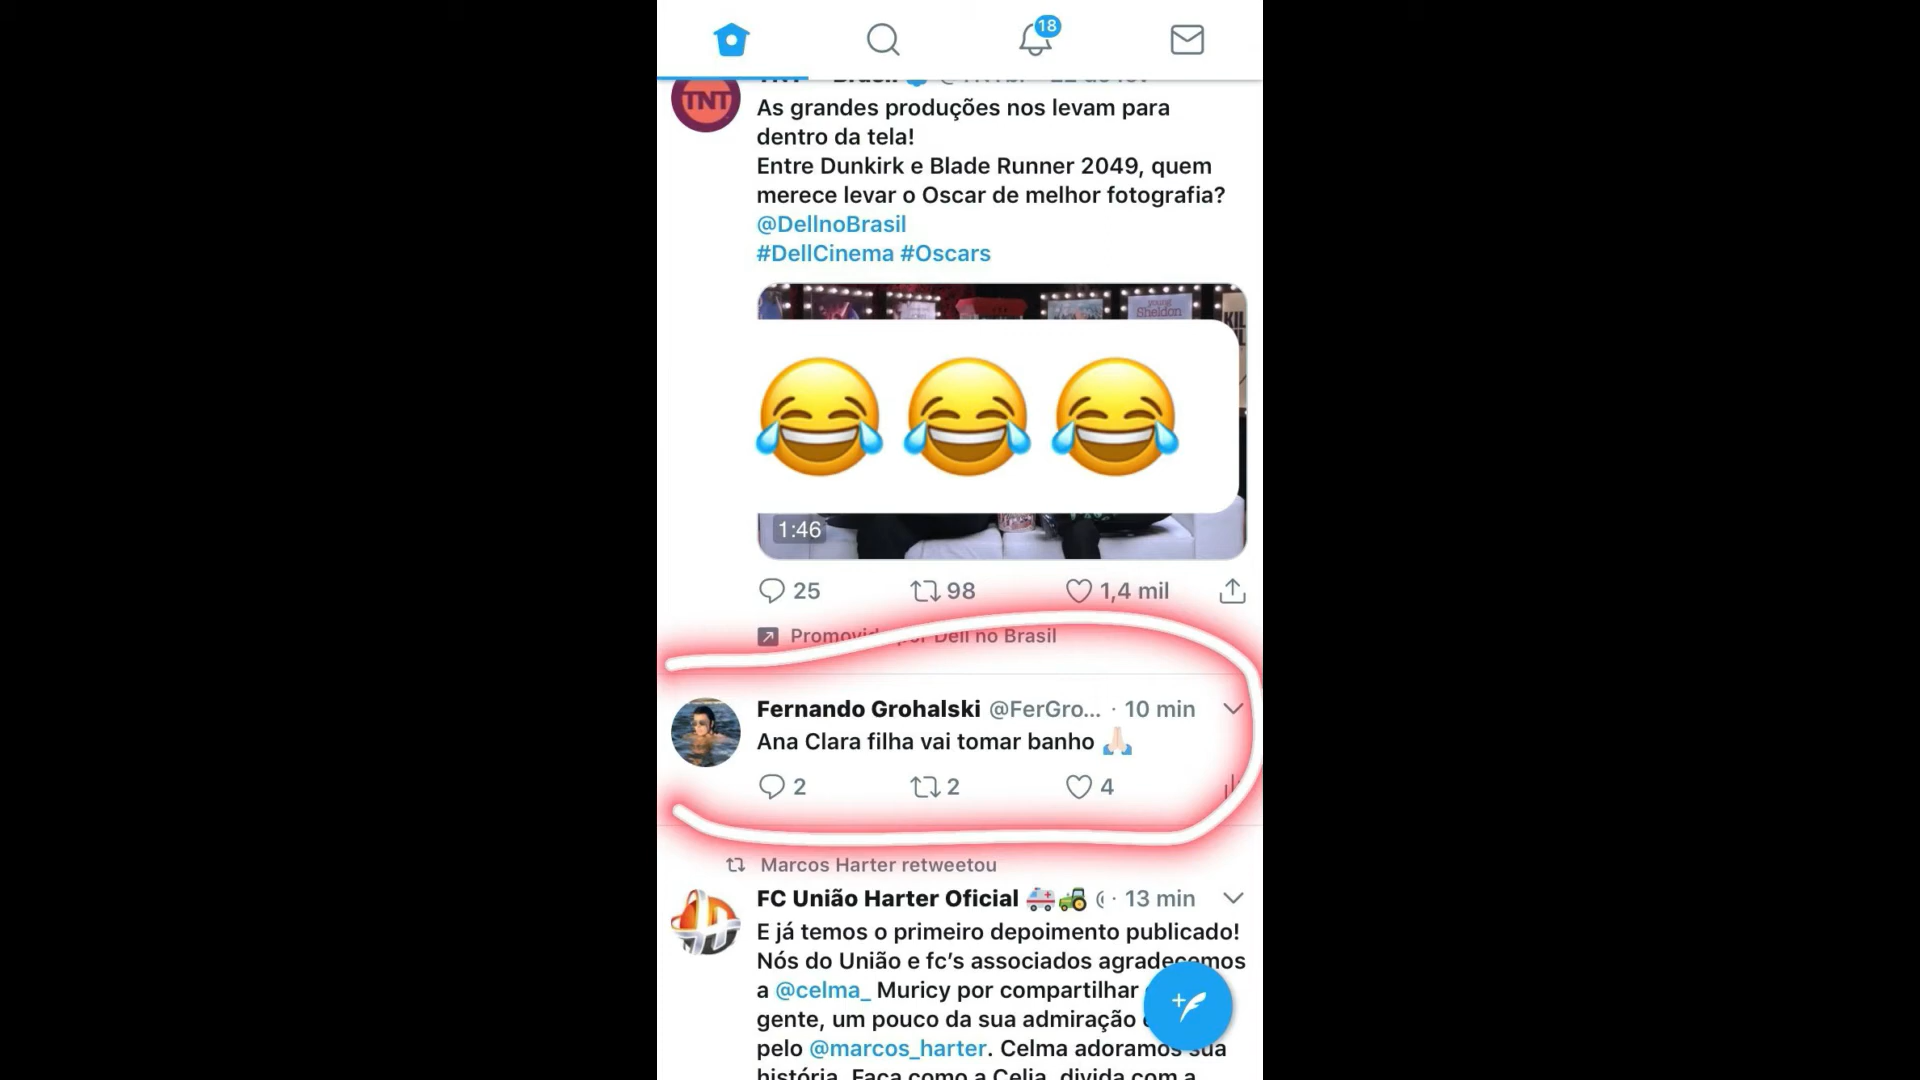 18
TNT
As grandes produções nos levam para
dentro da tela!
Entre Dunkirk e Blade Runner 2049, quem
merece levar o Oscar de melhor fotografia?
@DellnoBrasil
#DellCinema #Oscars
young
Sheldon
KIL
1:46
25 98 1,4 mil
no Brasil
Fernando Grohalski @FerGro... · 10 min
Ana Clara filha vai tomar banho 🙏🏻
2 2 4
Marcos Harter retweetou
FC União Harter Oficial 🚑🚜 ( · 13 min
E já temos o primeiro depoimento publicado!
Nós do União e fc's associados agradecemos
a @celma_ Muricy por compartilhar
gente, um pouco da sua admiração
pelo @marcos_harter. Celma adoramos sua
história. Faça como a Celia, divida com a